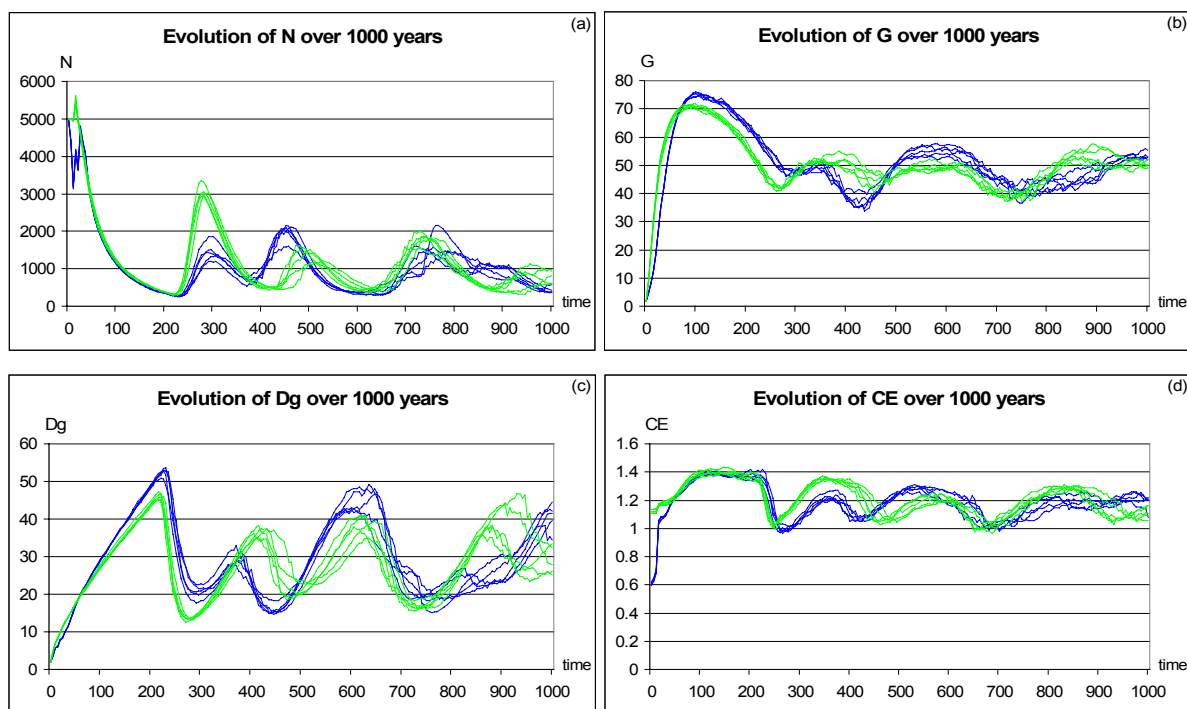 (a)
Evolution of N over 1000 years
N
6000
5000
4000
3000
2000
1000
0
time
0 100 200 300 400 500 600 700 800 900 1000
(b)
Evolution of G over 1000 years
G
80
70
60
50
40
30
20
10
0
time
0 100 200 300 400 500 600 700 800 900 1000
(c)
Evolution of Dg over 1000 years
Dg
60
50
40
30
20
10
0
time
0 100 200 300 400 500 600 700 800 900 1000
(d)
Evolution of CE over 1000 years
CE
1.6
1.4
1.2
1
0.8
0.6
0.4
0.2
0
time
0 100 200 300 400 500 600 700 800 900 1000